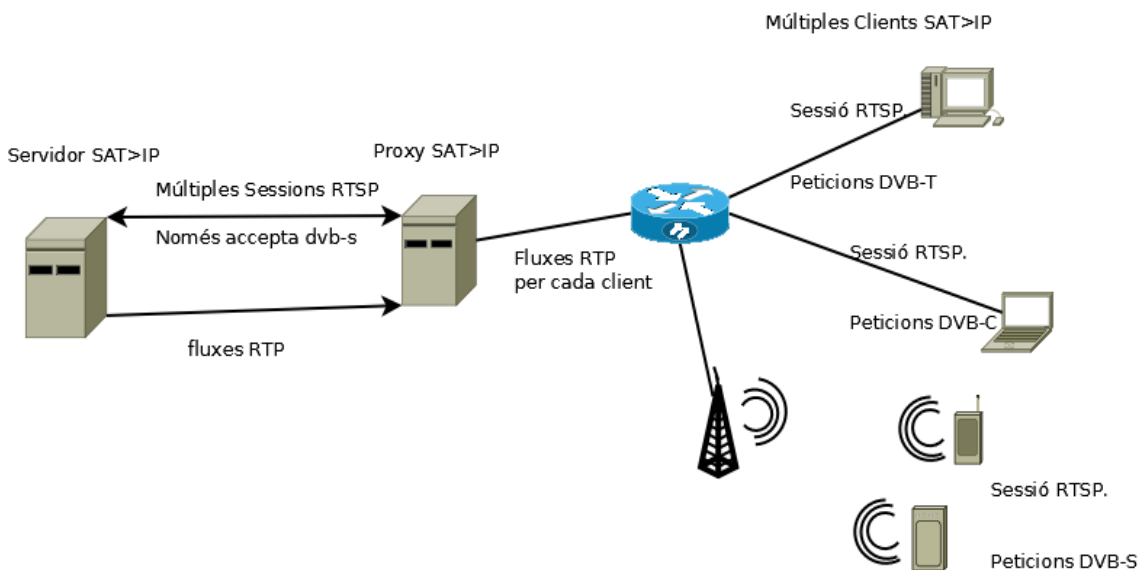 Múltiples Clients SAT>IP
Sessió RTSP.
Servidor SAT>IP
Proxy SAT>IP
Múltiples Sessions RTSP
Peticions DVB-T
Només accepta dvb-s
Fluxes RTP
per cada client
Sessió RTSP.
Peticions DVB-C
fluxes RTP
Sessió RTSP.
Peticions DVB-S